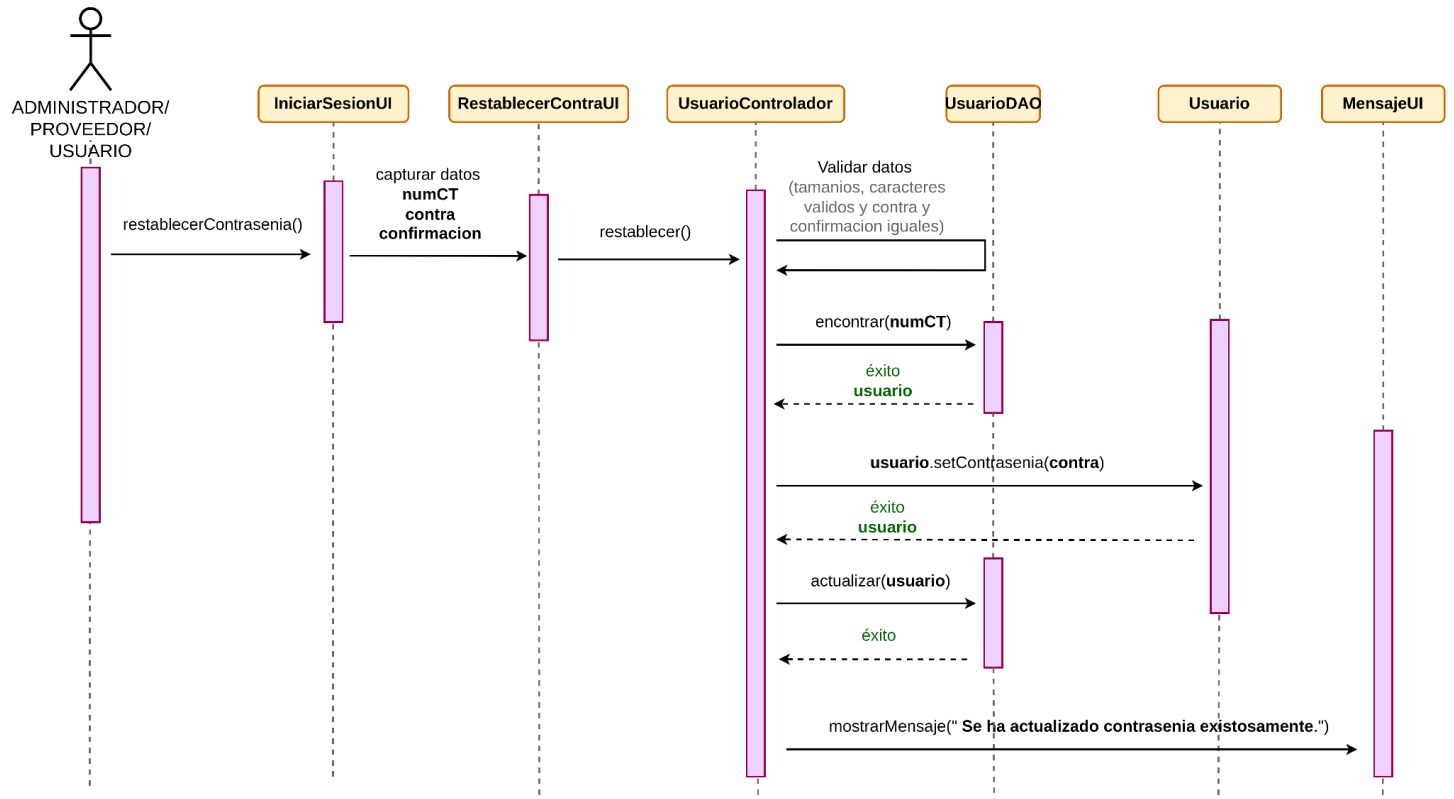 ADMINISTRADOR/
PROVEEDOR/
USUARIO
IniciarSesionUI
RestablecerContraUI
UsuarioControlador
UsuarioDAO
Usuario
MensajeUI
restablecerContrasenia()
capturar datos
numCT
contra
confirmacion
restablecer()
Validar datos
(tamanios, caracteres
validos y contra y
confirmacion iguales)
encontrar(numCT)
éxito
usuario
usuario.setContrasenia(contra)
éxito
usuario
actualizar(usuario)
éxito
mostrarMensaje(" Se ha actualizado contrasenia existosamente.")